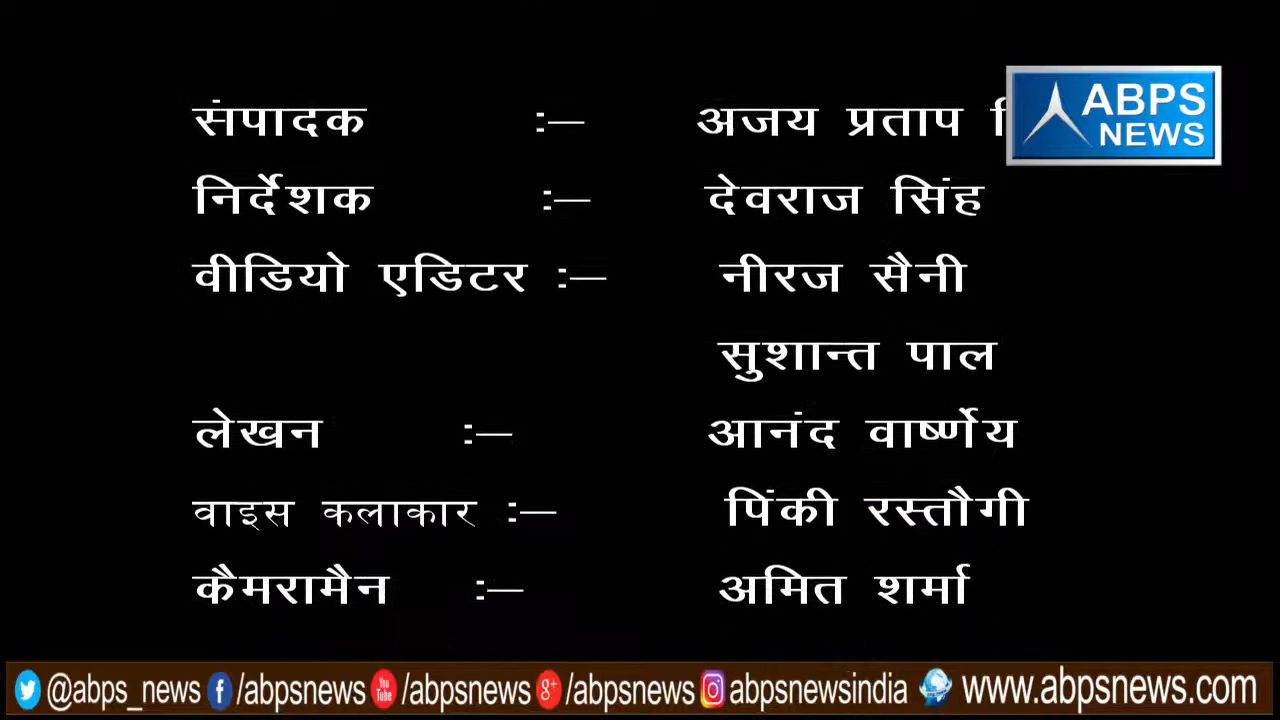 संपादक :— अजय प्रताप
ABPS
NEWS
निर्देशक :— देवराज सिंह
वीडियो एडिटर :— नीरज सैनी
सुशान्त पाल
लेखन :— आनंद वार्ष्णेय
वाइस कलाकार :— पिंकी रस्तौगी
कैमरामैन :— अमित शर्मा
@abps_news /abpsnews /abpsnews /abpsnews abpsnewsindia www.abpsnews.com